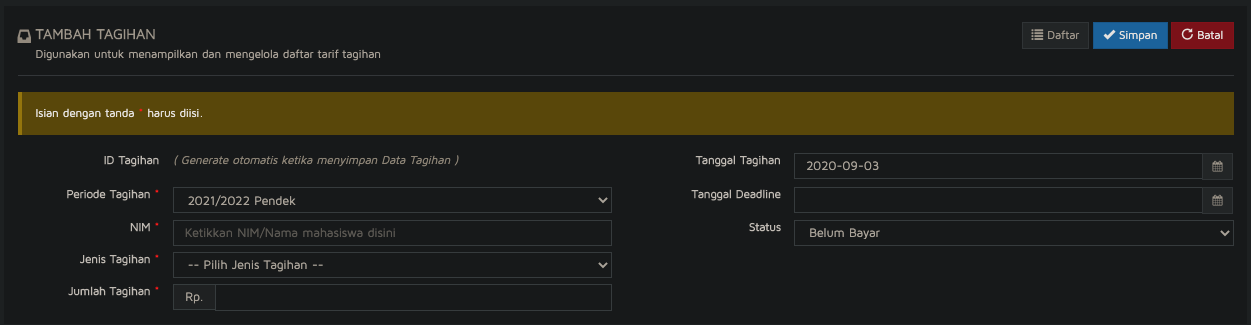 TAMBAH TAGIHAN
Digunakan untuk menampilkan dan mengelola daftar tarif tagihan
Daftar
Simpan
Batal
Isian dengan tanda * harus diisi.
ID Tagihan ( Generate otomatis ketika menyimpan Data Tagihan )
Periode Tagihan * 2021/2022 Pendek
NIM * Ketikkan NIM/Nama mahasiswa disini
Jenis Tagihan * -- Pilih Jenis Tagihan --
Jumlah Tagihan * Rp.
Tanggal Tagihan 2020-09-03
Tanggal Deadline
Status Belum Bayar